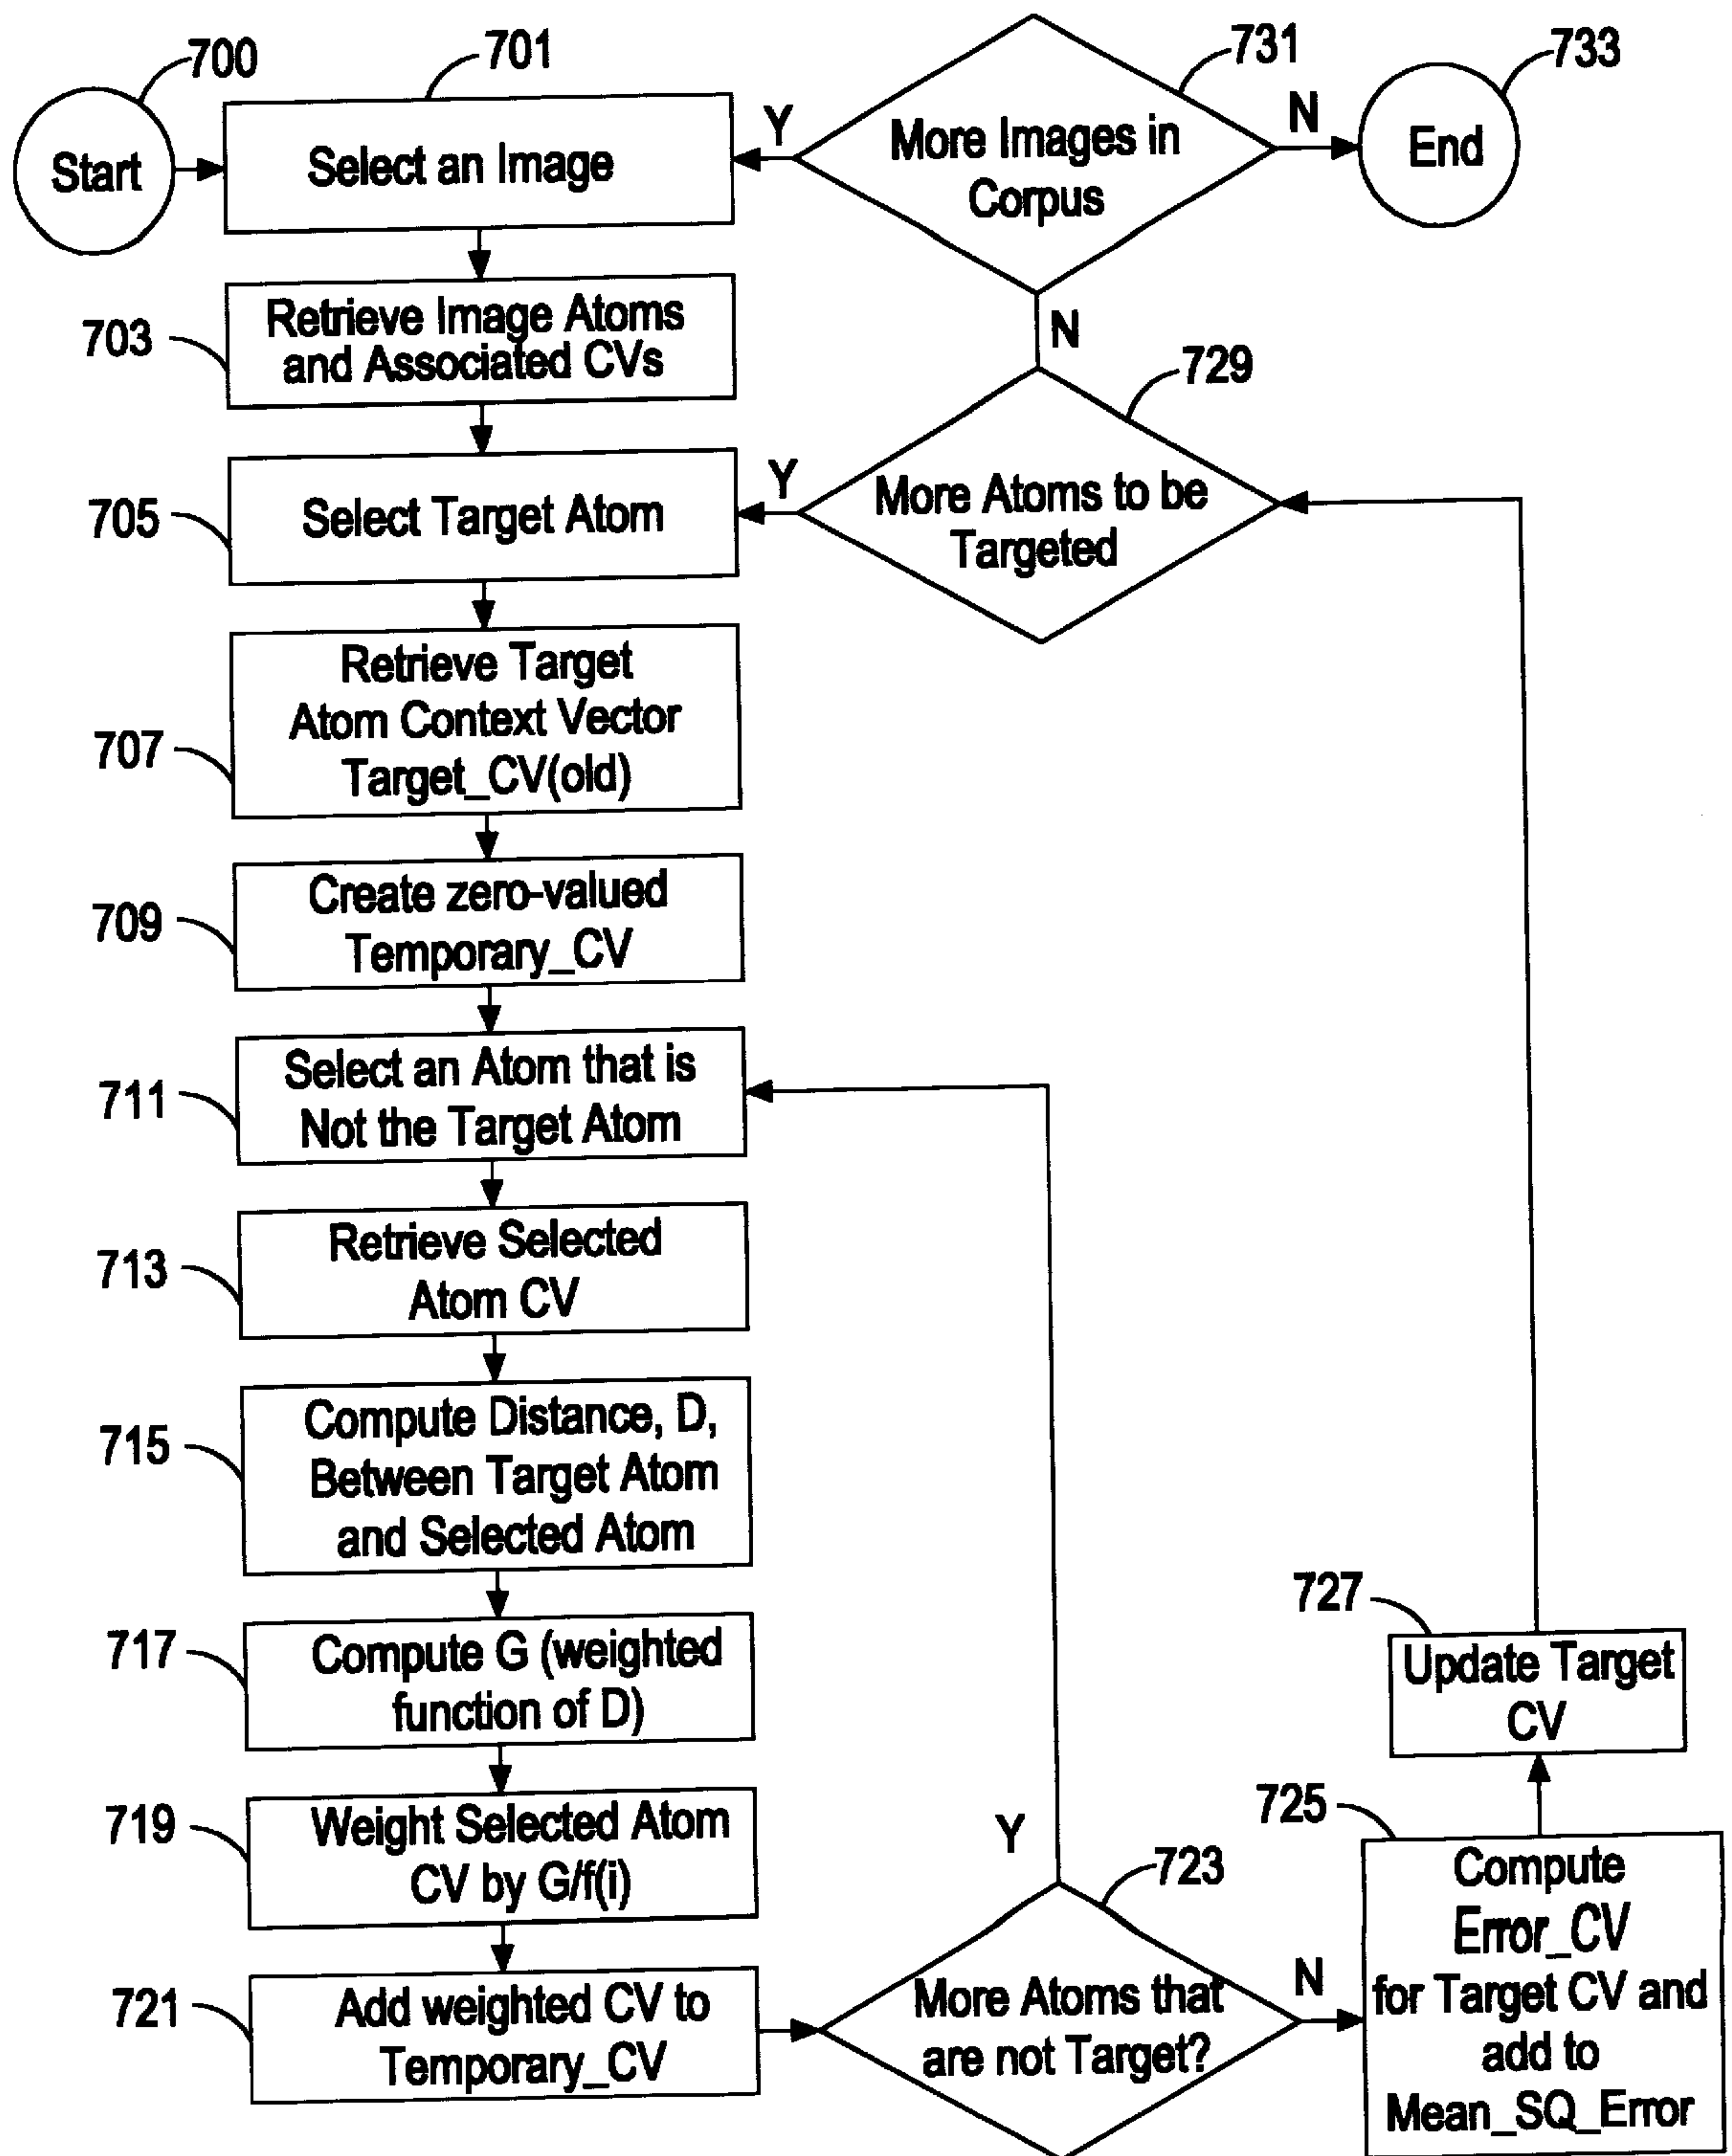 700
Start
701
Select an Image
Y
731
More Images in
Corpus
N
733
End
703
Retrieve Image Atoms
and Associated CVs
N
705
Select Target Atom
Y
729
More Atoms to be
Targeted
707
Retrieve Target
Atom Context Vector
Target_CV(old)
709
Create zero-valued
Temporary_CV
711
Select an Atom that is
Not the Target Atom
713
Retrieve Selected
Atom CV
715
Compute Distance, D,
Between Target Atom
and Selected Atom
717
Compute G (weighted
function of D)
719
Weight Selected Atom
CV by G/f(i)
721
Add weighted CV to
Temporary_CV
Y
723
More Atoms that
are not Target?
N
725
Compute
Error_CV
for Target CV and
add to
Mean_SQ_Error
727
Update Target
CV